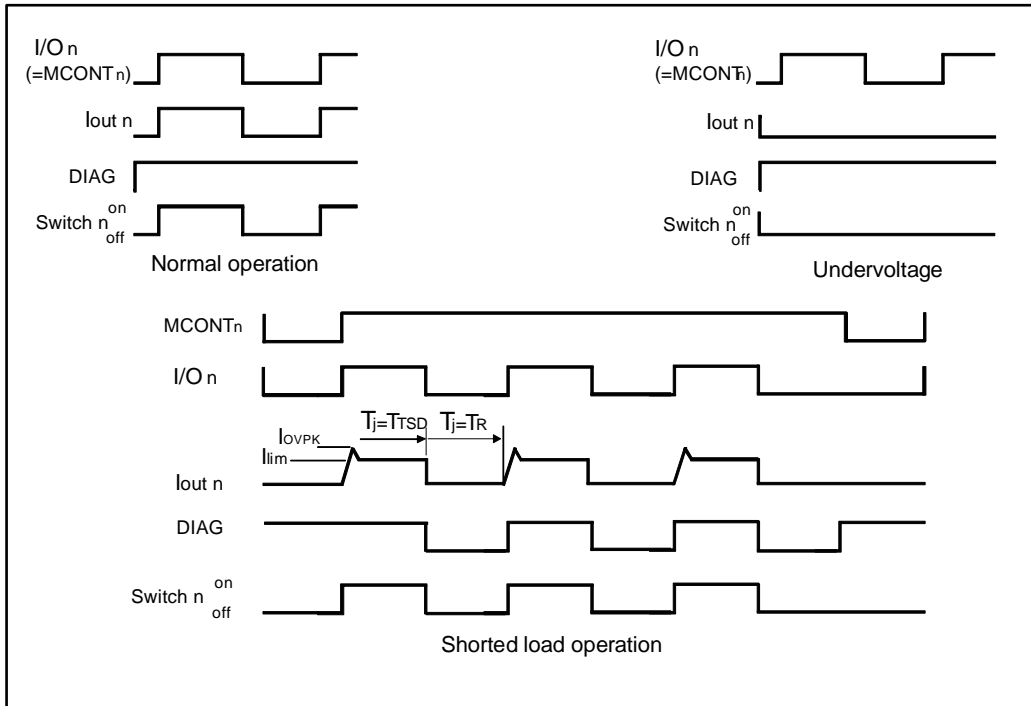 I/O n
(=MCONT n)
Iout n
DIAG
Switch n on
off
Normal operation
I/O n
(=MCONTn)
Iout n
DIAG
Switch n on
off
Undervoltage
MCONTn
I/O n
Tj=TTSD Tj=TR
IOVPK
Ilim
Iout n
DIAG
Switch n on
off
Shorted load operation